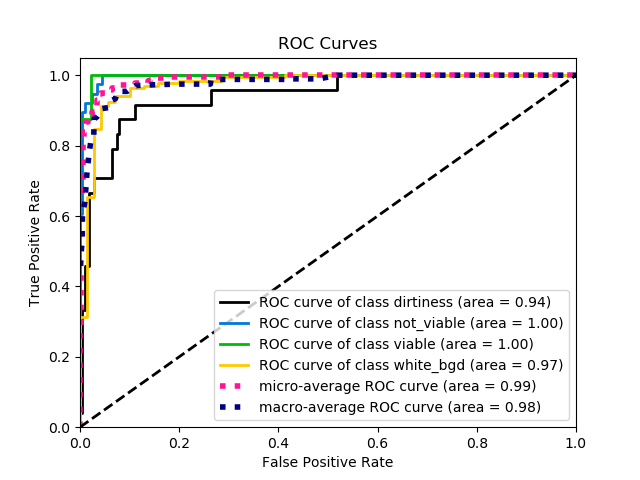 ROC Curves
1.0
0.8
0.6
0.4
0.2
0.0
True Positive Rate
ROC curve of class dirtiness (area = 0.94)
ROC curve of class not_viable (area = 1.00)
ROC curve of class viable (area = 1.00)
ROC curve of class white_bgd (area = 0.97)
micro-average ROC curve (area = 0.99)
macro-average ROC curve (area = 0.98)
0.0 0.2 0.4 0.6 0.8 1.0
False Positive Rate